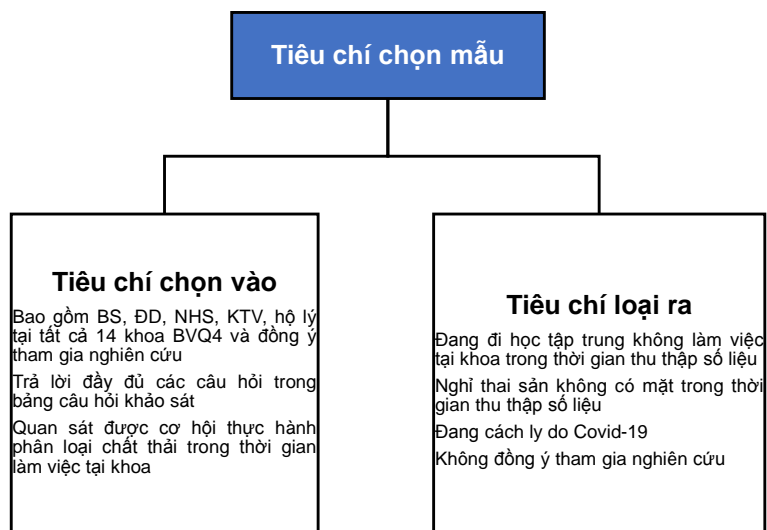 Tiêu chí chọn mẫu
Tiêu chí chọn vào
Bao gồm BS, ĐD, NHS, KTV, hộ lý
tại tất cả 14 khoa BVQ4 và đồng ý
tham gia nghiên cứu
Trả lời đầy đủ các câu hỏi trong
bảng câu hỏi khảo sát
Quan sát được cơ hội thực hành
phân loại chất thải trong thời gian
làm việc tại khoa
Tiêu chí loại ra
Đang đi học tập trung không làm việc
tại khoa trong thời gian thu thập số liệu
Nghỉ thai sản không có mặt trong thời
gian thu thập số liệu
Đang cách ly do Covid-19
Không đồng ý tham gia nghiên cứu